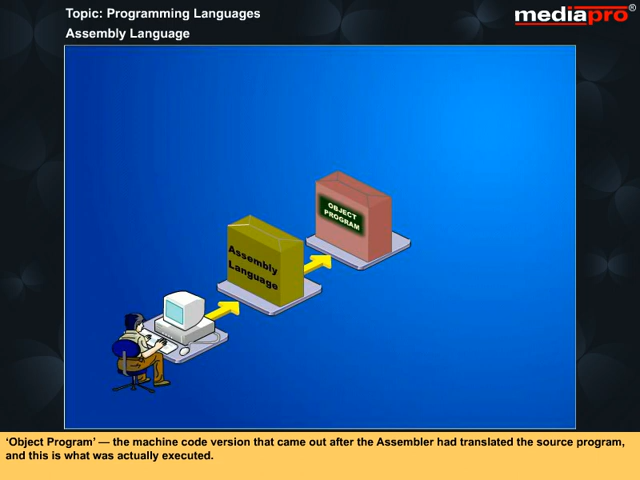 Topic: Programming Languages
mediapro®
Assembly Language
OBJECT
PROGRAM
Assembly
Language
‘Object Program’ — the machine code version that came out after the Assembler had translated the source program,
and this is what was actually executed.